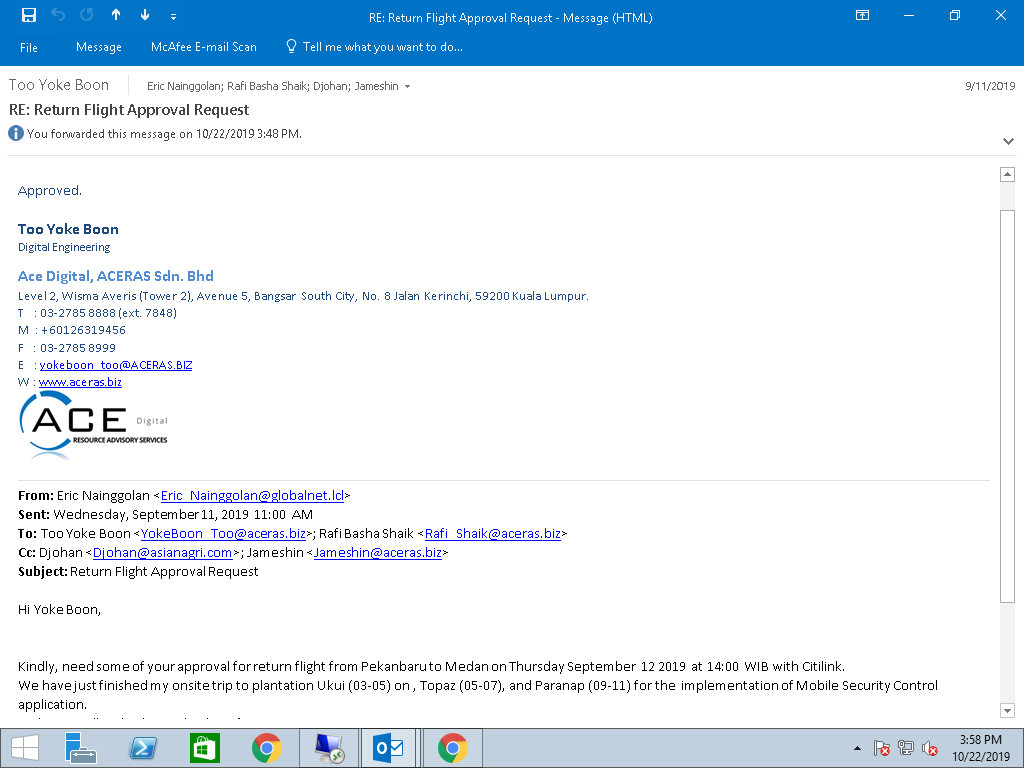 RE: Return Flight Approval Request - Message (HTML)
File Message McAfee E-mail Scan Tell me what you want to do...
Too Yoke Boon Eric Nainggolan; Rafi Basha Shaik; Djohan; Jameshin 9/11/2019
RE: Return Flight Approval Request
You forwarded this message on 10/22/2019 3:48 PM.
Approved.
Too Yoke Boon
Digital Engineering
Ace Digital, ACERAS Sdn. Bhd
Level 2, Wisma Averis (Tower 2), Avenue 5, Bangsar South City, No. 8 Jalan Kerinchi, 59200 Kuala Lumpur.
T : 03-2785 8888 (ext. 7848)
M : +60126319456
F : 03-2785 8999
E : yokeboon_too@ACERAS.BIZ
W : www.aceras.biz
ACE Digital
RESOURCE ADVISORY SERVICES
From: Eric Nainggolan <Eric_Nainggolan@globalnet.lcl>
Sent: Wednesday, September 11, 2019 11:00 AM
To: Too Yoke Boon <YokeBoon_Too@aceras.biz>; Rafi Basha Shaik <Rafi_Shaik@aceras.biz>
Cc: Djohan <Djohan@asianagri.com>; Jameshin <Jameshin@aceras.biz>
Subject: Return Flight Approval Request
Hi Yoke Boon,
Kindly, need some of your approval for return flight from Pekanbaru to Medan on Thursday September 12 2019 at 14:00 WIB with Citilink.
We have just finished my onsite trip to plantation Ukui (03-05) on , Topaz (05-07), and Paranap (09-11) for the implementation of Mobile Security Control
application.
3:58 PM
10/22/2019